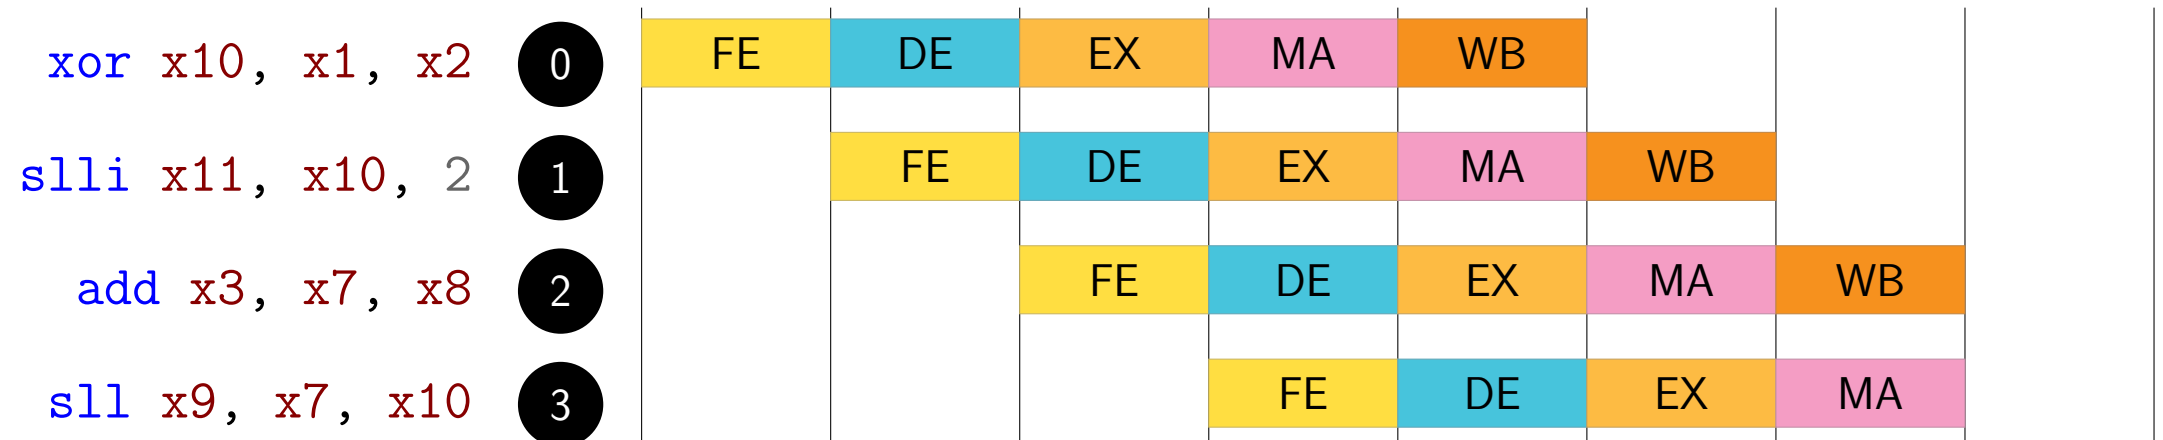 xor x10, x1, x2 0 FE DE EX MA WB
slli x11, x10, 2 1 FE DE EX MA WB
add x3, x7, x8 2 FE DE EX MA WB
sll x9, x7, x10 3 FE DE EX MA